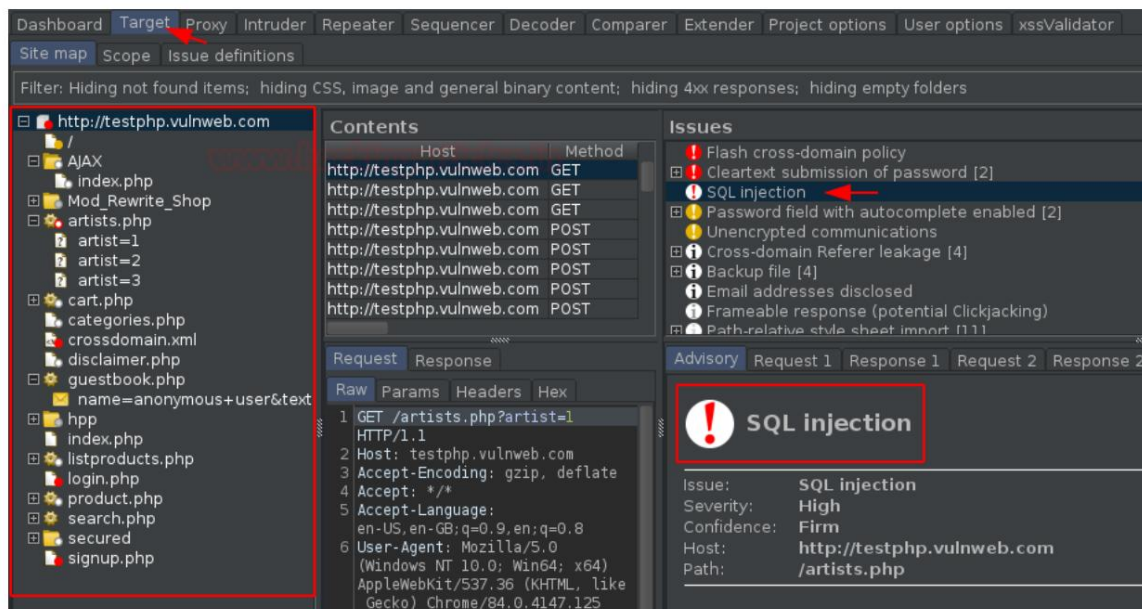 Dashboard Target Proxy Intruder Repeater Sequencer Decoder Comparer Extender Project options User options xssValidator
Site map Scope Issue definitions
Filter: Hiding not found items; hiding CSS, image and general binary content; hiding 4xx responses; hiding empty folders
http://testphp.vulnweb.com
/
AJAX
index.php
Mod_Rewrite_Shop
artists.php
artist=1
artist=2
artist=3
cart.php
categories.php
crossdomain.xml
disclaimer.php
guestbook.php
name=anonymous+user&text
hpp
index.php
listproducts.php
login.php
product.php
search.php
secured
signup.php
Contents
Host Method
http://testphp.vulnweb.com GET
http://testphp.vulnweb.com GET
http://testphp.vulnweb.com GET
http://testphp.vulnweb.com POST
http://testphp.vulnweb.com POST
http://testphp.vulnweb.com POST
http://testphp.vulnweb.com POST
http://testphp.vulnweb.com POST
Request Response
Raw Params Headers Hex
1 GET /artists.php?artist=1
HTTP/1.1
2 Host: testphp.vulnweb.com
3 Accept-Encoding: gzip, deflate
4 Accept: */*
5 Accept-Language:
en-US,en-GB;q=0.9,en;q=0.8
6 User-Agent: Mozilla/5.0
(Windows NT 10.0; Win64; x64)
AppleWebKit/537.36 (KHTML, like
Gecko) Chrome/84.0.4147.125
Issues
Flash cross-domain policy
Cleartext submission of password [2]
SQL injection
Password field with autocomplete enabled [2]
Unencrypted communications
Cross-domain Referer leakage [4]
Backup file [4]
Email addresses disclosed
Frameable response (potential Clickjacking)
Path-relative style sheet import [11]
Advisory Request 1 Response 1 Request 2 Response 2
SQL injection
Issue: SQL injection
Severity: High
Confidence: Firm
Host: http://testphp.vulnweb.com
Path: /artists.php